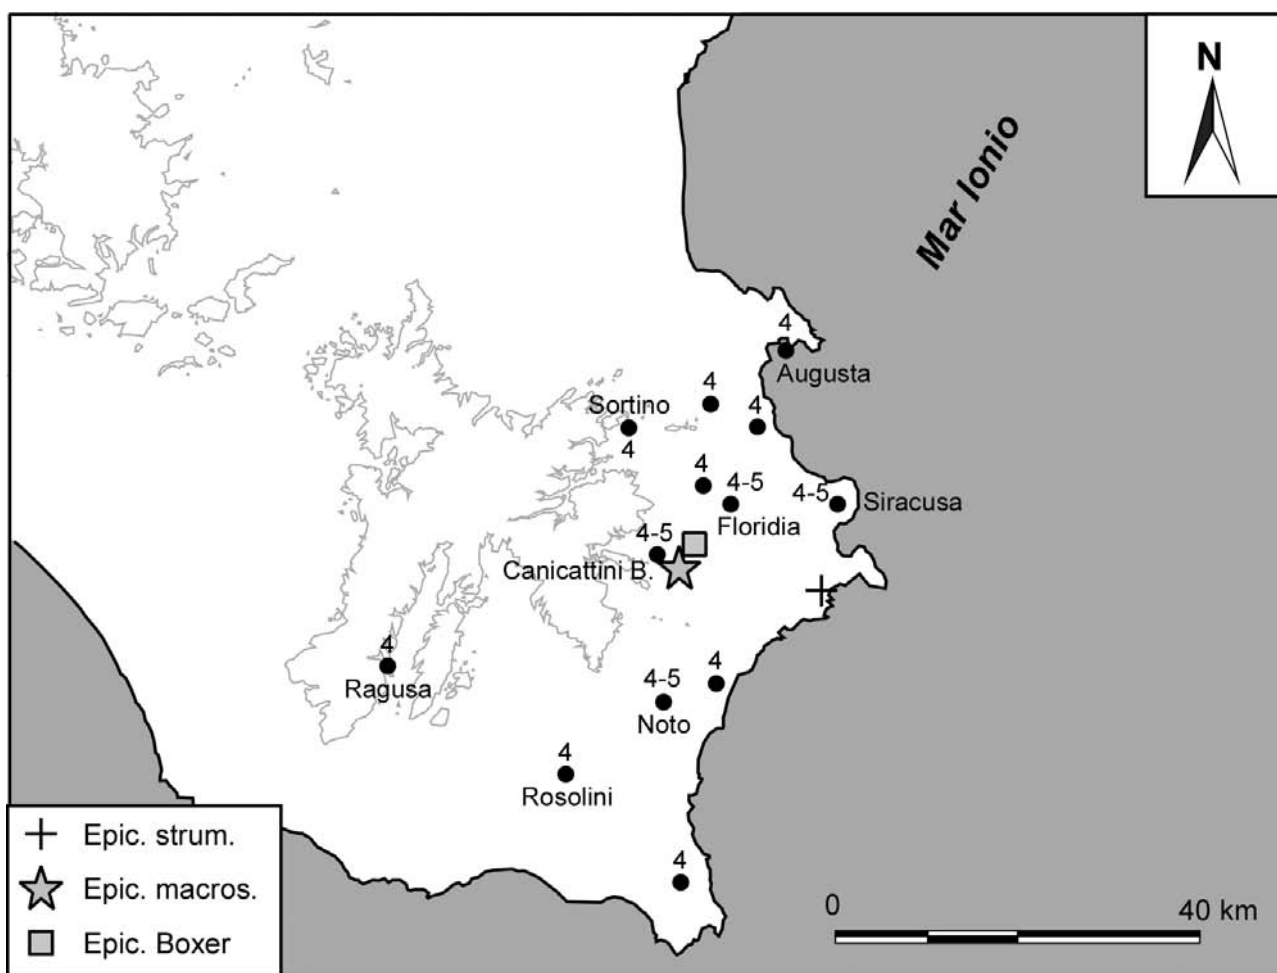 N
Mar Ionio
4
Augusta
4
4
Sortino
4
4
4-5
Floridia
4-5
Siracusa
4-5
Canicattini B.
4
Ragusa
4-5
Noto
4
4
Rosolini
4
Epic. strum.
Epic. macros.
Epic. Boxer
0
40 km